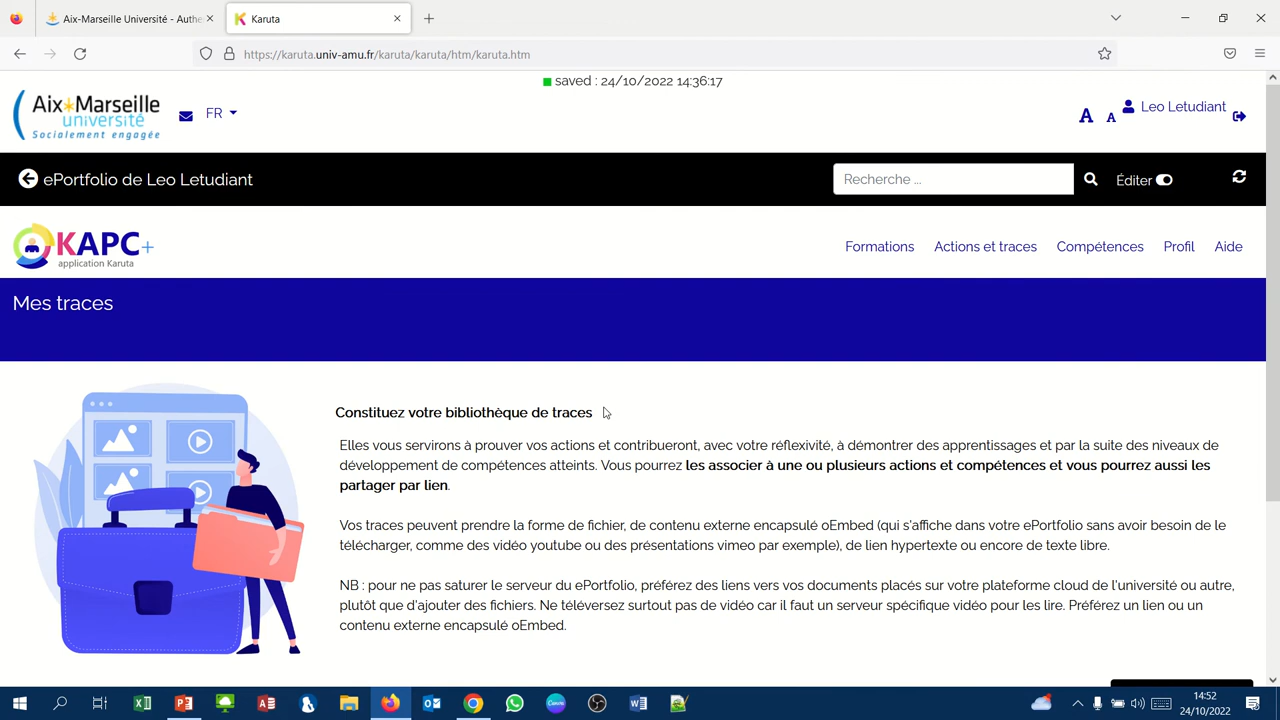 Aix-Marseille Université - Authe
Karuta
https://karuta.univ-amu.fr/karuta/karuta/htm/karuta.htm
saved : 24/10/2022 14:36:17
Aix*Marseille
université
Socialement engagée
FR
A
A
Leo Letudiant
ePortfolio de Leo Letudiant
Recherche ...
Éditer
KAPC+
application Karuta
Formations
Actions et traces
Compétences
Profil
Aide
Mes traces
Constituez votre bibliothèque de traces
Elles vous servirons à prouver vos actions et contribueront, avec votre réflexivité, à démontrer des apprentissages et par la suite des niveaux de
développement de compétences atteints. Vous pourrez les associer à une ou plusieurs actions et compétences et vous pourrez aussi les
partager par lien.
Vos traces peuvent prendre la forme de fichier, de contenu externe encapsulé oEmbed (qui s'affiche dans votre ePortfolio sans avoir besoin de le
télécharger, comme des vidéo youtube ou des présentations vimeo par exemple), de lien hypertexte ou encore de texte libre.
NB : pour ne pas saturer le serveur du ePortfolio, préférez des liens vers vos documents placés sur votre plateforme cloud de l'université ou autre,
plutôt que d'ajouter des fichiers. Ne téléversez surtout pas de vidéo car il faut un serveur spécifique vidéo pour les lire. Préférez un lien ou un
contenu externe encapsulé oEmbed.
14:52
24/10/2022